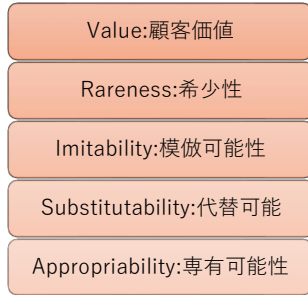 Value:顧客価値
Rareness:希少性
Imitability:模倣可能性
Substitutability:代替可能
Appropriability:専有可能性